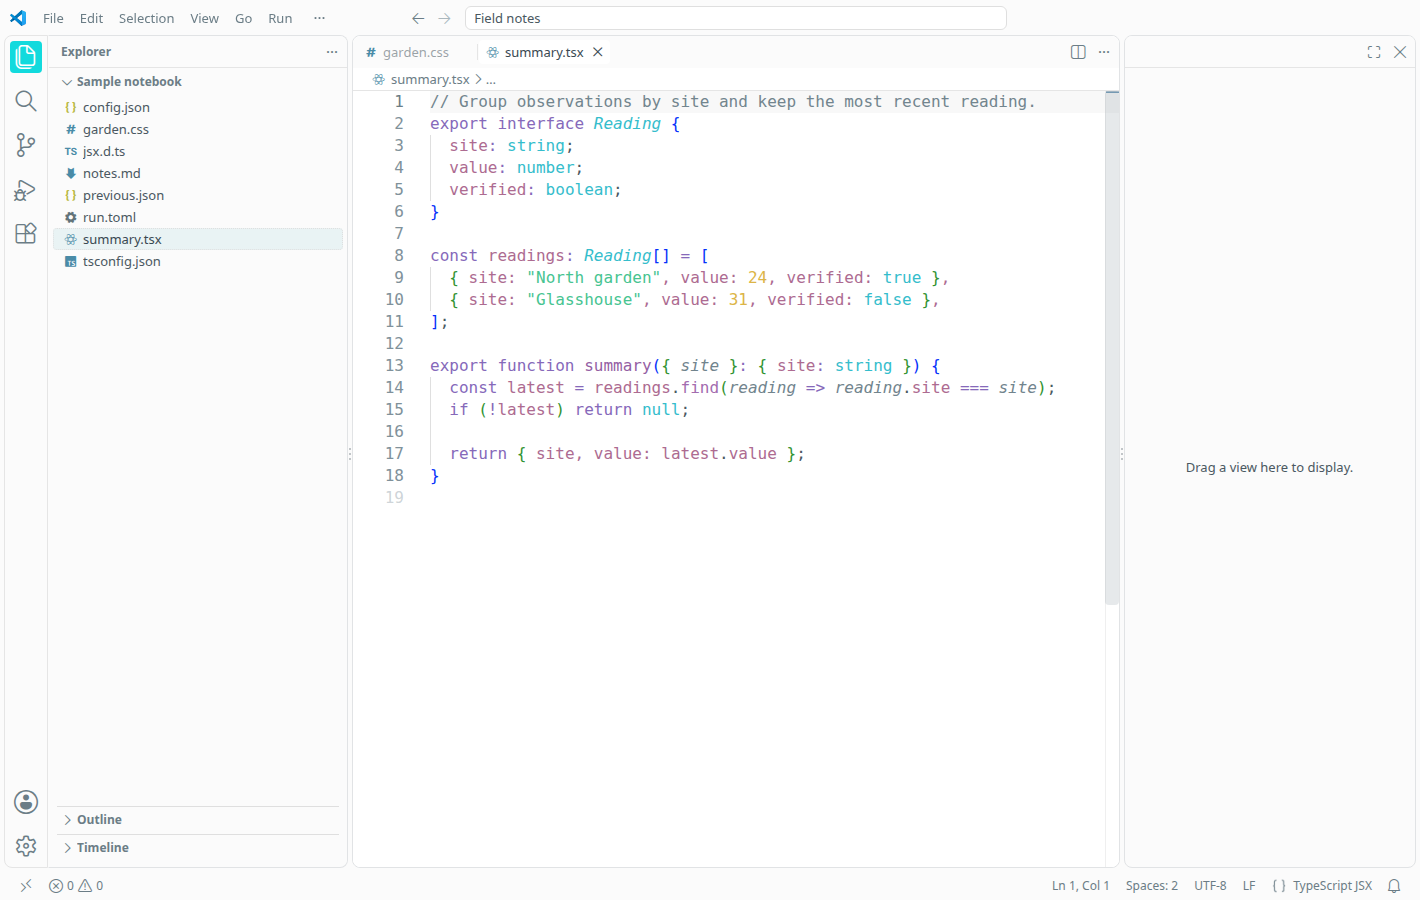 File Edit Selection View Go Run ···
Field notes
Explorer ···
Sample notebook
{} config.json
# garden.css
TS jsx.d.ts
notes.md
{} previous.json
run.toml
summary.tsx
TS tsconfig.json
Outline
Timeline
# garden.css
summary.tsx
summary.tsx > ...
1 // Group observations by site and keep the most recent reading.
2 export interface Reading {
3   site: string;
4   value: number;
5   verified: boolean;
6 }
7
8 const readings: Reading[] = [
9   { site: "North garden", value: 24, verified: true },
10   { site: "Glasshouse", value: 31, verified: false },
11 ];
12
13 export function summary({ site }: { site: string }) {
14   const latest = readings.find(reading => reading.site === site);
15   if (!latest) return null;
16
17   return { site, value: latest.value };
18 }
19
Drag a view here to display.
0 0
Ln 1, Col 1 Spaces: 2 UTF-8 LF {} TypeScript JSX